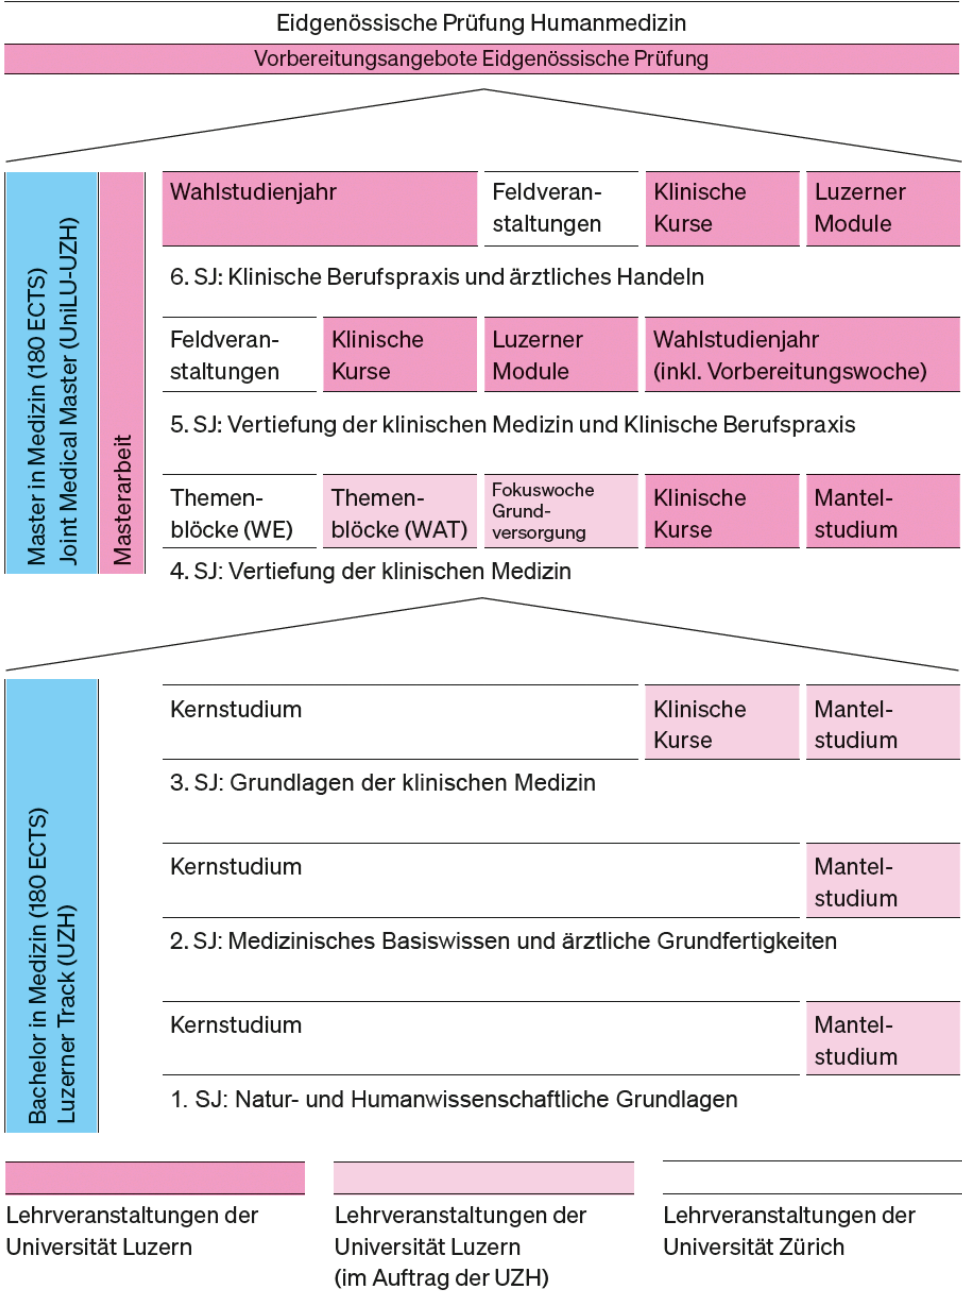 Eidgenössische Prüfung Humanmedizin
Vorbereitungsangebote Eidgenössische Prüfung
Master in Medizin (180 ECTS)
Joint Medical Master (UniLU-UZH)
Masterarbeit
Wahlstudienjahr
Feldveran-
staltungen
Klinische
Kurse
Luzerner
Module
6. SJ: Klinische Berufspraxis und ärztliches Handeln
Feldveran-
staltungen
Klinische
Kurse
Luzerner
Module
Wahlstudienjahr
(inkl. Vorbereitungswoche)
5. SJ: Vertiefung der klinischen Medizin und Klinische Berufspraxis
Themen-
blöcke (WE)
Themen-
blöcke (WAT)
Fokuswoche
Grund-
versorgung
Klinische
Kurse
Mantel-
studium
4. SJ: Vertiefung der klinischen Medizin
Bachelor in Medizin (180 ECTS)
Luzerner Track (UZH)
Kernstudium
Klinische
Kurse
Mantel-
studium
3. SJ: Grundlagen der klinischen Medizin
Kernstudium
Mantel-
studium
2. SJ: Medizinisches Basiswissen und ärztliche Grundfertigkeiten
Kernstudium
Mantel-
studium
1. SJ: Natur- und Humanwissenschaftliche Grundlagen
Lehrveranstaltungen der
Universität Luzern
Lehrveranstaltungen der
Universität Luzern
(im Auftrag der UZH)
Lehrveranstaltungen der
Universität Zürich